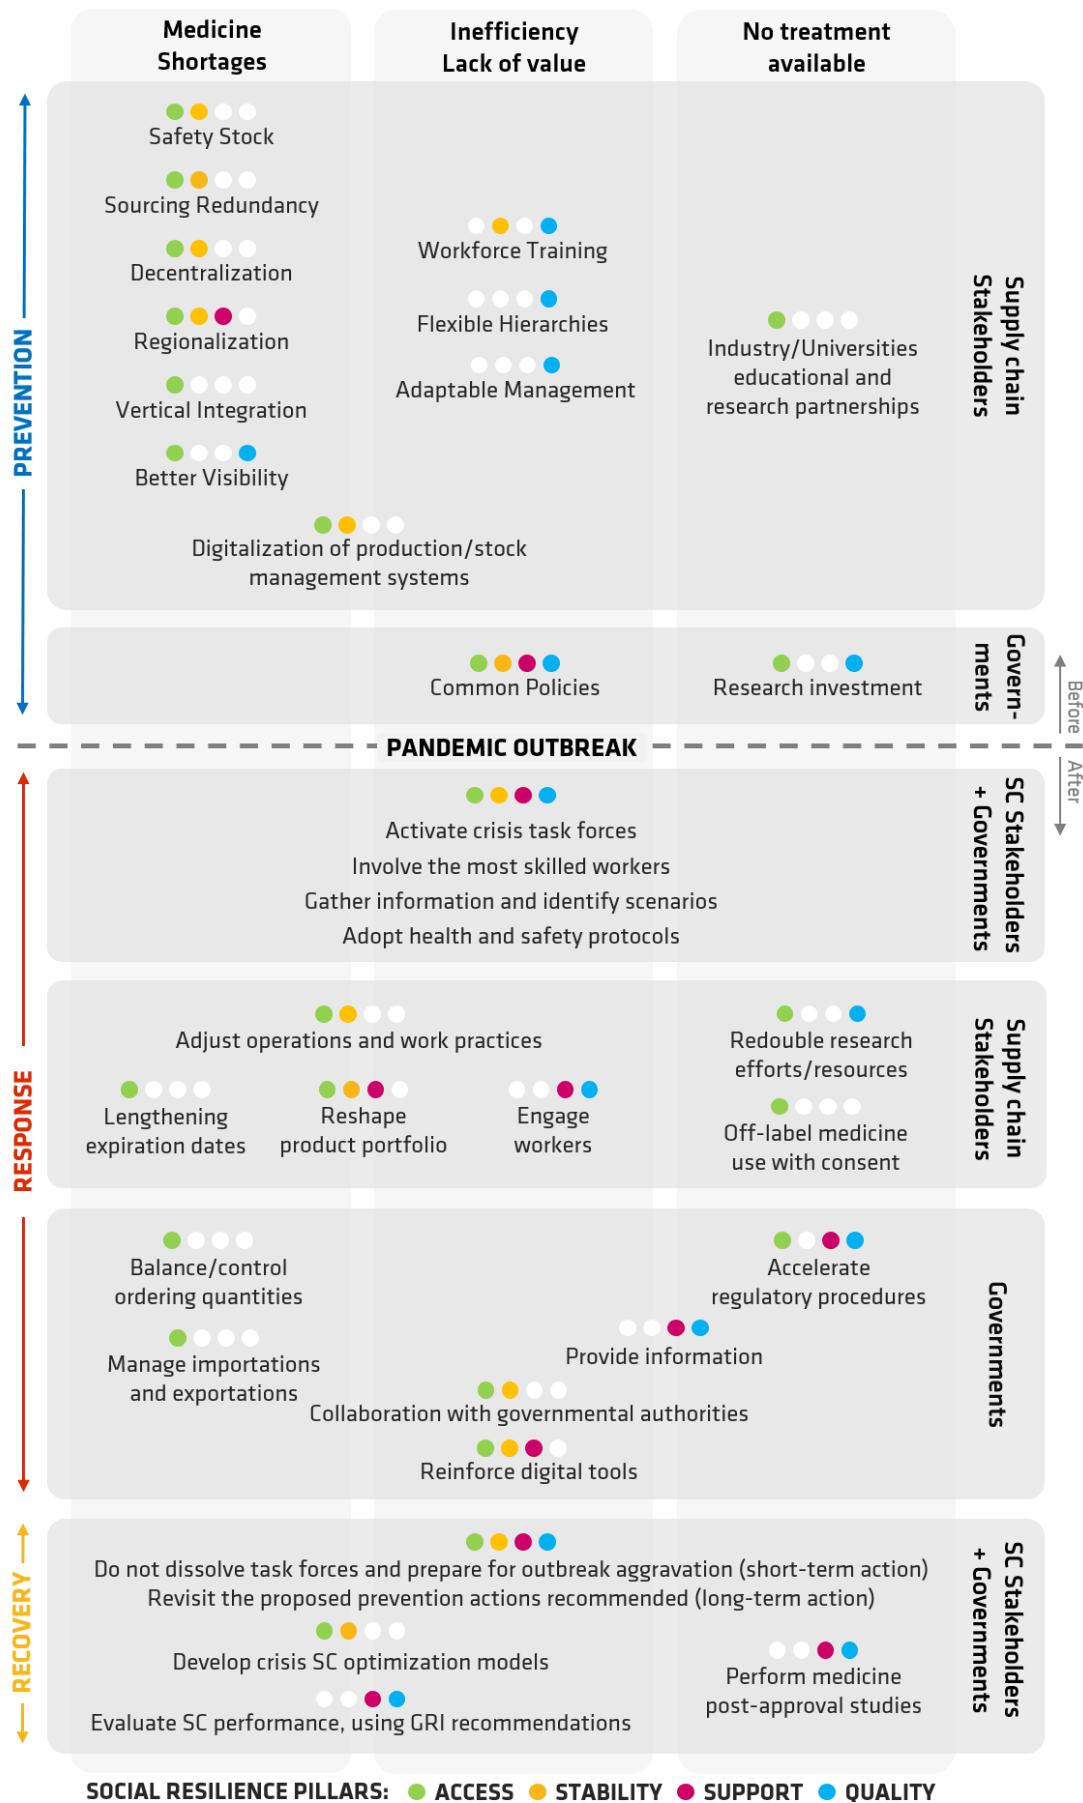 Medicine
Shortages
Inefficiency
Lack of value
No treatment
available
PREVENTION
Safety Stock
Sourcing Redundancy
Decentralization
Regionalization
Vertical Integration
Better Visibility
Workforce Training
Flexible Hierarchies
Adaptable Management
Industry/Universities
educational and
research partnerships
Digitalization of production/stock
management systems
Supply chain
Stakeholders
Common Policies
Research investment
Govern-
ments
Before
PANDEMIC OUTBREAK
After
RESPONSE
Activate crisis task forces
Involve the most skilled workers
Gather information and identify scenarios
Adopt health and safety protocols
SC Stakeholders
+ Governments
Adjust operations and work practices
Lengthening
expiration dates
Reshape
product portfolio
Engage
workers
Redouble research
efforts/resources
Off-label medicine
use with consent
Supply chain
Stakeholders
Balance/control
ordering quantities
Manage importations
and exportations
Accelerate
regulatory procedures
Provide information
Collaboration with governmental authorities
Reinforce digital tools
Governments
RECOVERY
Do not dissolve task forces and prepare for outbreak aggravation (short-term action)
Revisit the proposed prevention actions recommended (long-term action)
Develop crisis SC optimization models
Evaluate SC performance, using GRI recommendations
Perform medicine
post-approval studies
SC Stakeholders
+ Governments
SOCIAL RESILIENCE PILLARS: ACCESS STABILITY SUPPORT QUALITY